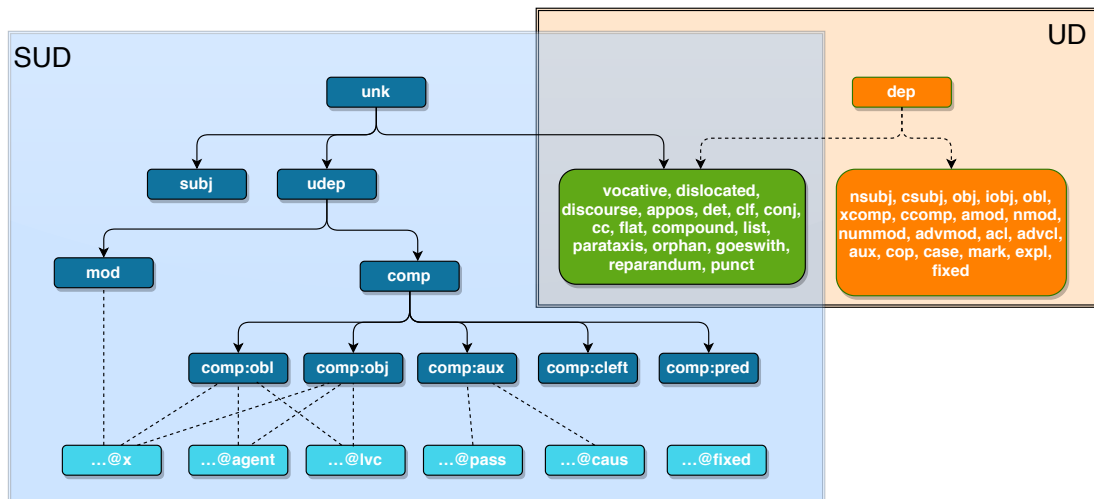 SUD
UD
unk
dep
subj
udep
vocative, dislocated,
discourse, appos, det, clf, conj,
cc, flat, compound, list,
parataxis, orphan, goeswith,
reparandum, punct
nsubj, csubj, obj, iobj, obl,
xcomp, ccomp, amod, nmod,
nummod, advmod, acl, advcl,
aux, cop, case, mark, expl,
fixed
mod
comp
comp:obl
comp:obj
comp:aux
comp:cleft
comp:pred
...@x
...@agent
...@lvc
...@pass
...@caus
...@fixed